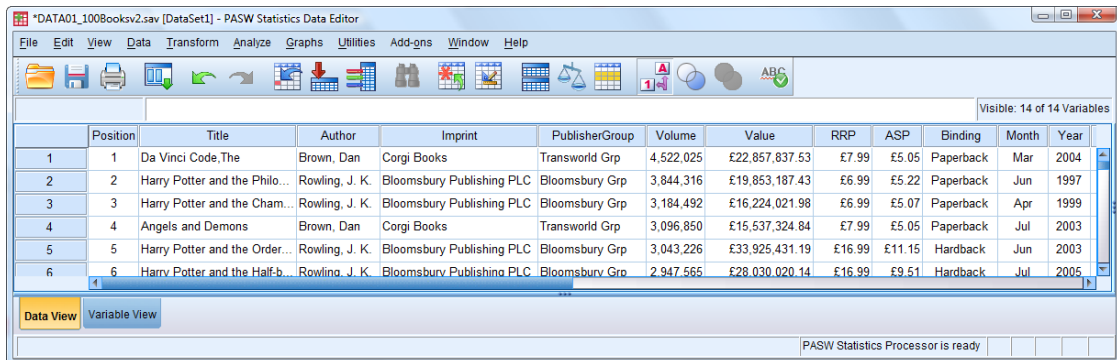 *DATA01_100Booksv2.sav [DataSet1] - PASW Statistics Data Editor
File Edit View Data Transform Analyze Graphs Utilities Add-ons Window Help
1 A ABC
Visible: 14 of 14 Variables
Position Title Author Imprint PublisherGroup Volume Value RRP ASP Binding Month Year
1 1 Da Vinci Code,The Brown, Dan Corgi Books Transworld Grp 4,522,025 £22,857,837.53 £7.99 £5.05 Paperback Mar 2004
2 2 Harry Potter and the Philo... Rowling, J. K. Bloomsbury Publishing PLC Bloomsbury Grp 3,844,316 £19,853,187.43 £6.99 £5.22 Paperback Jun 1997
3 3 Harry Potter and the Cham... Rowling, J. K. Bloomsbury Publishing PLC Bloomsbury Grp 3,184,492 £16,224,021.98 £6.99 £5.07 Paperback Apr 1999
4 4 Angels and Demons Brown, Dan Corgi Books Transworld Grp 3,096,850 £15,537,324.84 £7.99 £5.05 Paperback Jul 2003
5 5 Harry Potter and the Order... Rowling, J. K. Bloomsbury Publishing PLC Bloomsbury Grp 3,043,226 £33,925,431.19 £16.99 £11.15 Hardback Jun 2003
6 6 Harry Potter and the Half-b... Rowling, J. K. Bloomsbury Publishing PLC Bloomsbury Grp 2,947,565 £28,030,020.14 £16.99 £9.51 Hardback Jul 2005
Data View Variable View
PASW Statistics Processor is ready